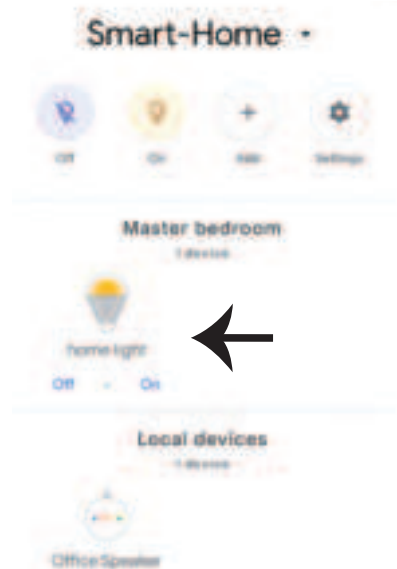 Smart-Home
Off On Add Settings
Master bedroom
1 device
home light
Off - On
Local devices
1 device
Office Speaker